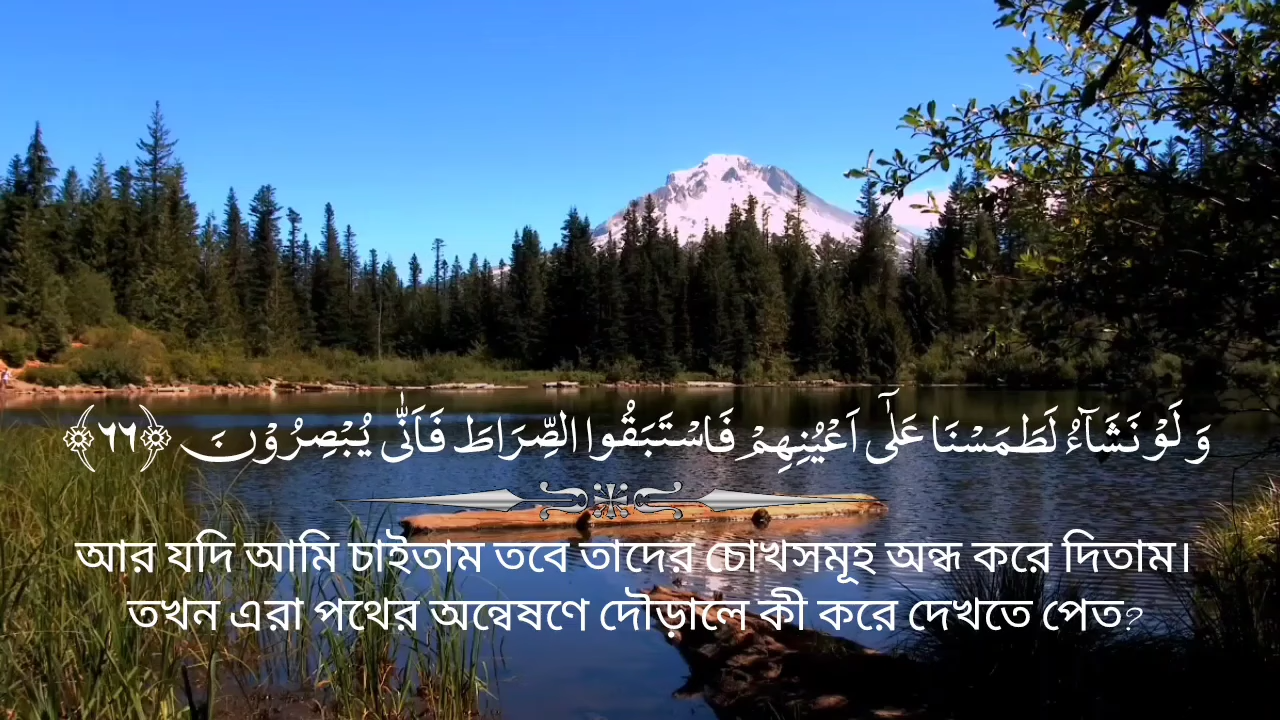 وَ لَوْ نَشَآءُ لَطَمَسْنَا عَلٰۤى اَعْیُنِهِمْ فَاسْتَبَقُوا الصِّرَاطَ فَاَنّٰى یُبْصِرُوْنَ ﴿۶۶﴾
আর যদি আমি চাইতাম তবে তাদের চোখসমূহ অন্ধ করে দিতাম।
তখন এরা পথের অন্বেষণে দৌড়ালে কী করে দেখতে পেত?